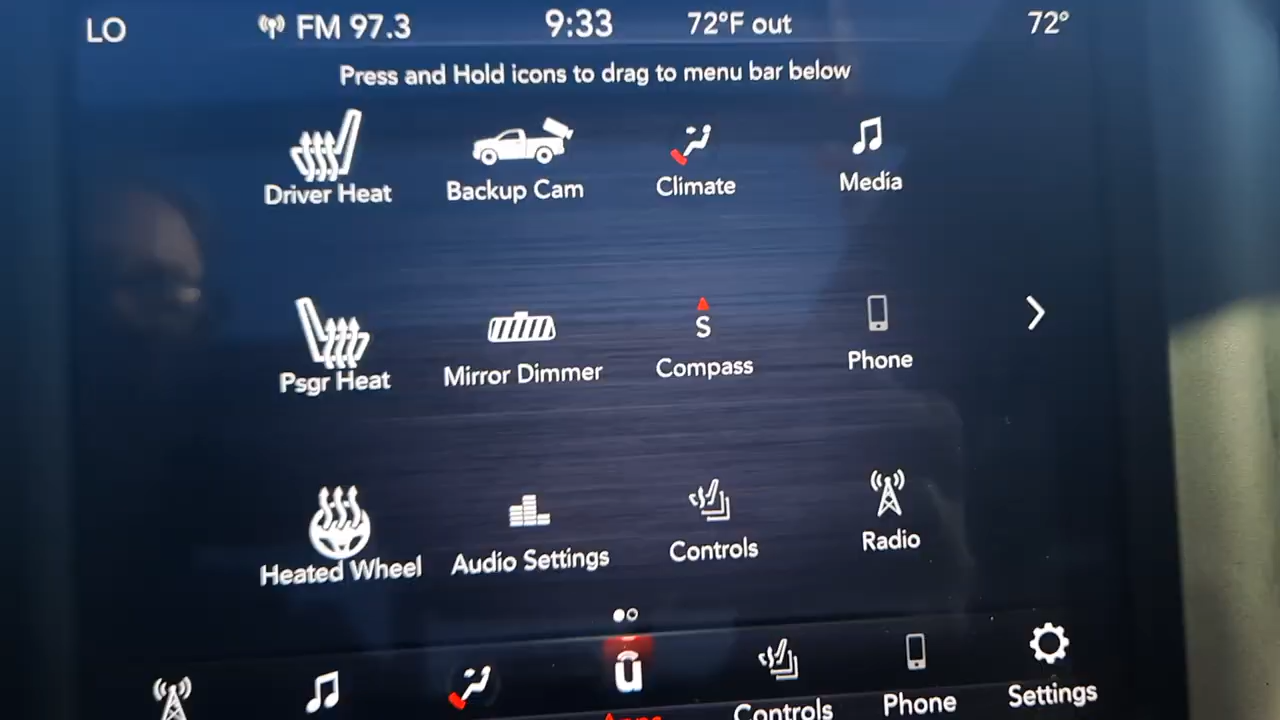 LO FM 97.3 9:33 72°F out 72°
Press and Hold icons to drag to menu bar below
Driver Heat Backup Cam Climate Media
Psgr Heat Mirror Dimmer S Compass Phone
Heated Wheel Audio Settings Controls Radio
Apps Controls Phone Settings